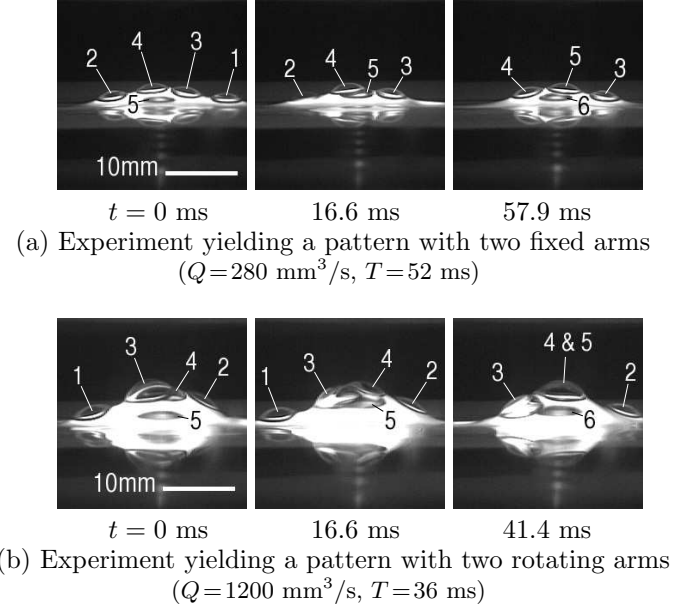 2 4 3 1 5 10mm
2 4 5 3
4 5 3 6
t = 0 ms 16.6 ms 57.9 ms
(a) Experiment yielding a pattern with two fixed arms
(Q=280 mm³/s, T=52 ms)
1 3 4 2 5 10mm
1 3 4 2 5
3 4 & 5 2 6
t = 0 ms 16.6 ms 41.4 ms
b) Experiment yielding a pattern with two rotating arms
(Q=1200 mm³/s, T=36 ms)